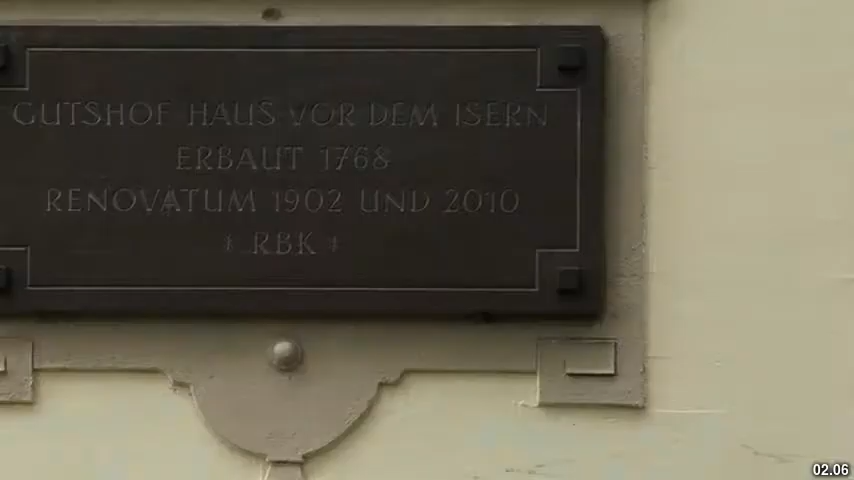 GUTSHOF HAUS VOR DEM ISERN
ERBAUT 1768
RENOVATUM 1902 UND 2010
RBK
02.06